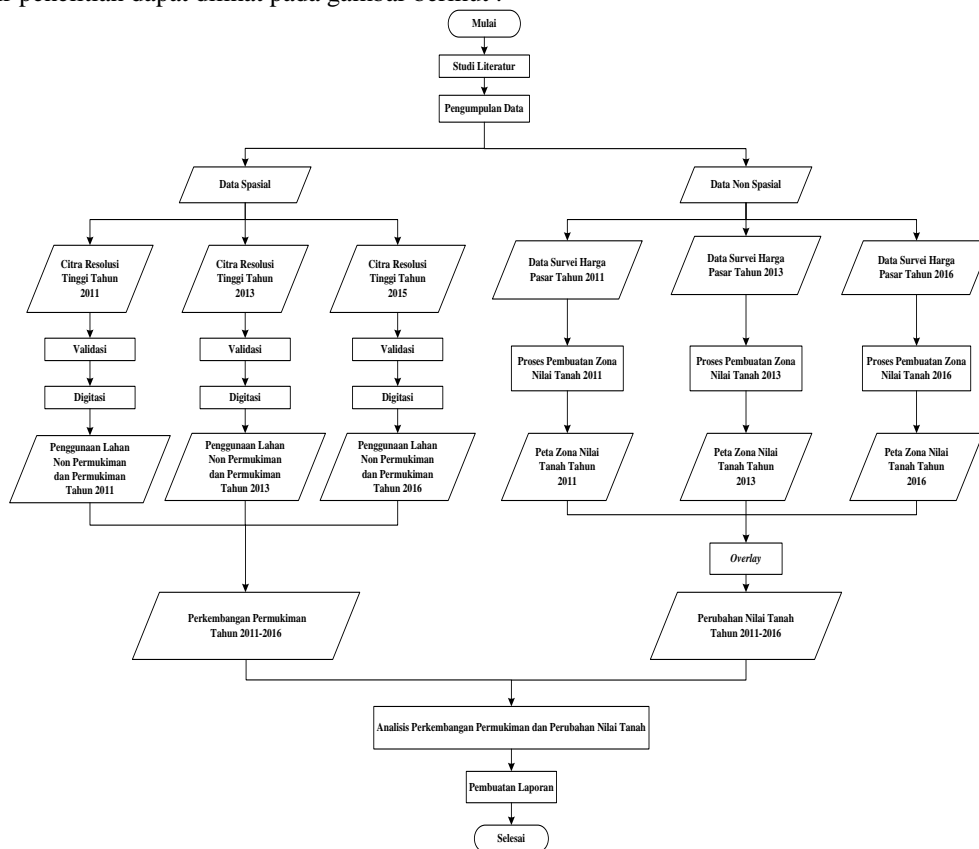 penelitian dapat dilihat pada gambar berikut :
Mulai
Studi Literatur
Pengumpulan Data
Data Spasial
Data Non Spasial
Citra Resolusi
Tinggi Tahun
2011
Citra Resolusi
Tinggi Tahun
2013
Citra Resolusi
Tinggi Tahun
2015
Data Survei Harga
Pasar Tahun 2011
Data Survei Harga
Pasar Tahun 2013
Data Survei Harga
Pasar Tahun 2016
Validasi
Validasi
Validasi
Proses Pembuatan Zona
Nilai Tanah 2011
Proses Pembuatan Zona
Nilai Tanah 2013
Proses Pembuatan Zona
Nilai Tanah 2016
Digitasi
Digitasi
Digitasi
Penggunaan Lahan
Non Permukiman
dan Permukiman
Tahun 2011
Penggunaan Lahan
Non Permukiman
dan Permukiman
Tahun 2013
Penggunaan Lahan
Non Permukiman
dan Permukiman
Tahun 2016
Peta Zona Nilai
Tanah Tahun
2011
Peta Zona Nilai
Tanah Tahun
2013
Peta Zona Nilai
Tanah Tahun
2016
Overlay
Perkembangan Permukiman
Tahun 2011-2016
Perubahan Nilai Tanah
Tahun 2011-2016
Analisis Perkembangan Permukiman dan Perubahan Nilai Tanah
Pembuatan Laporan
Selesai